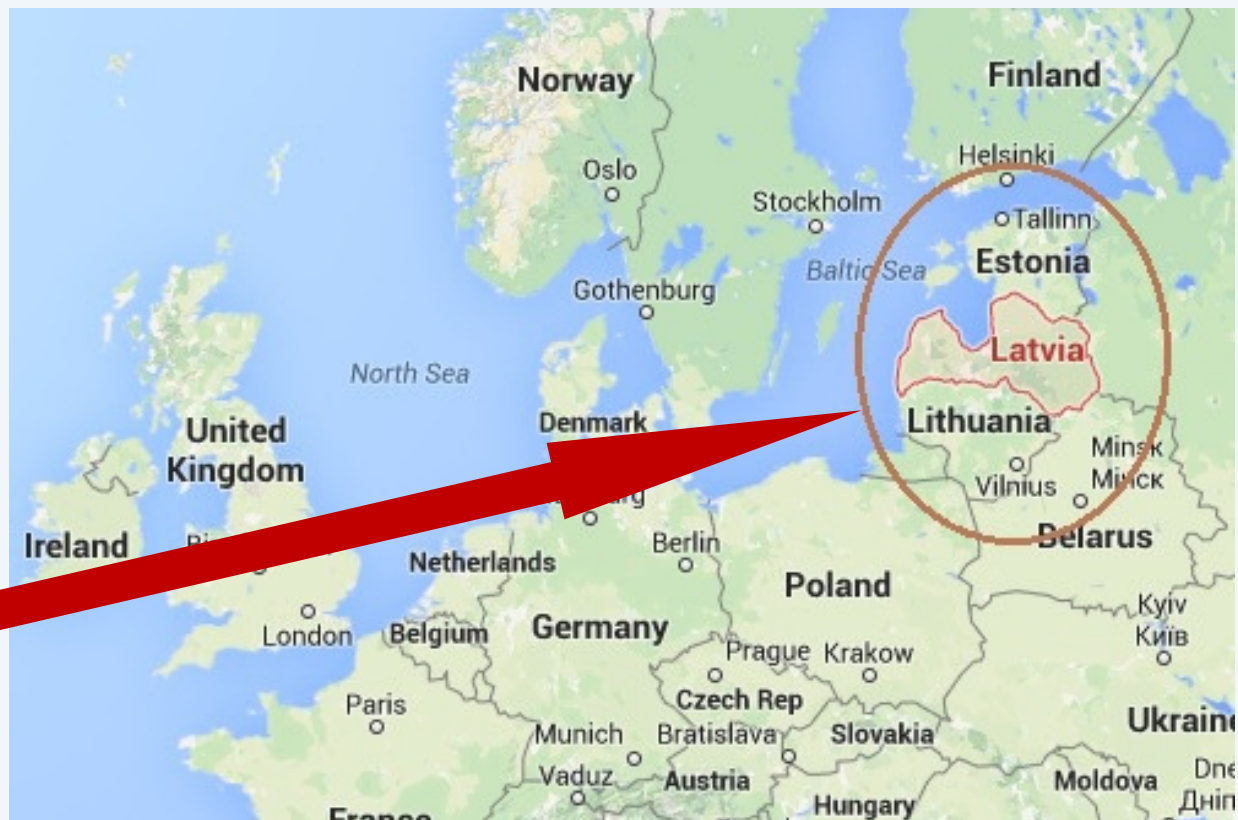 Norway
Finland
Helsinki
Oslo
Stockholm
Tallinn
Estonia
Baltic Sea
Gothenburg
Latvia
North Sea
Denmark
Lithuania
United
Kingdom
Minsk
Мінск
Vilnius
Ireland
Belarus
Berlin
Netherlands
Poland
Kyiv
Київ
London
Belgium
Germany
Prague
Krakow
Czech Rep
Paris
Ukraine
Munich
Bratislava
Slovakia
Vaduz
Austria
Moldova
Hungary
France